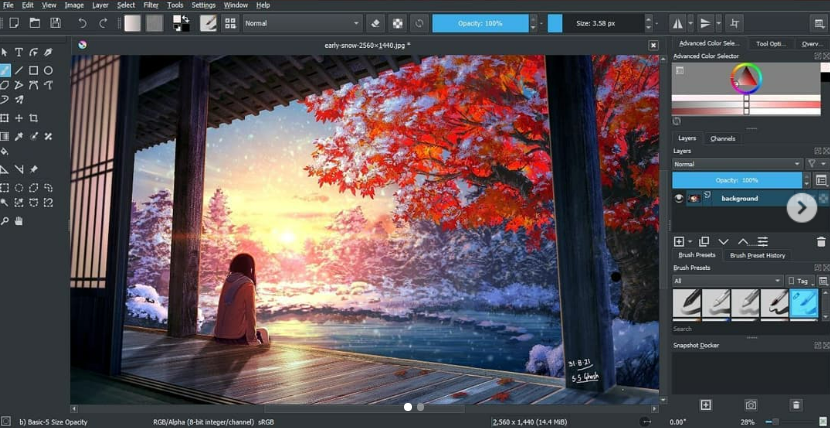 File Edit View Image Layer Select Filter Tools Settings Window Help
Normal
Opacity: 100%
Size: 3.58 px
early-snow-2560×1440.jpg *
Advanced Color Sele...
Tool Opti...
Overv...
Advanced Color Selector
Layers
Channels
Layers
Normal
Opacity: 100%
background
Brush Presets
Brush Preset History
Brush Presets
All
Tag
Search
Snapshot Docker
31·8·21
b) Basic-5 Size Opacity
RGB/Alpha (8-bit integer/channel) sRGB
2,560 x 1,440 (14.4 MiB)
0.00°
28%